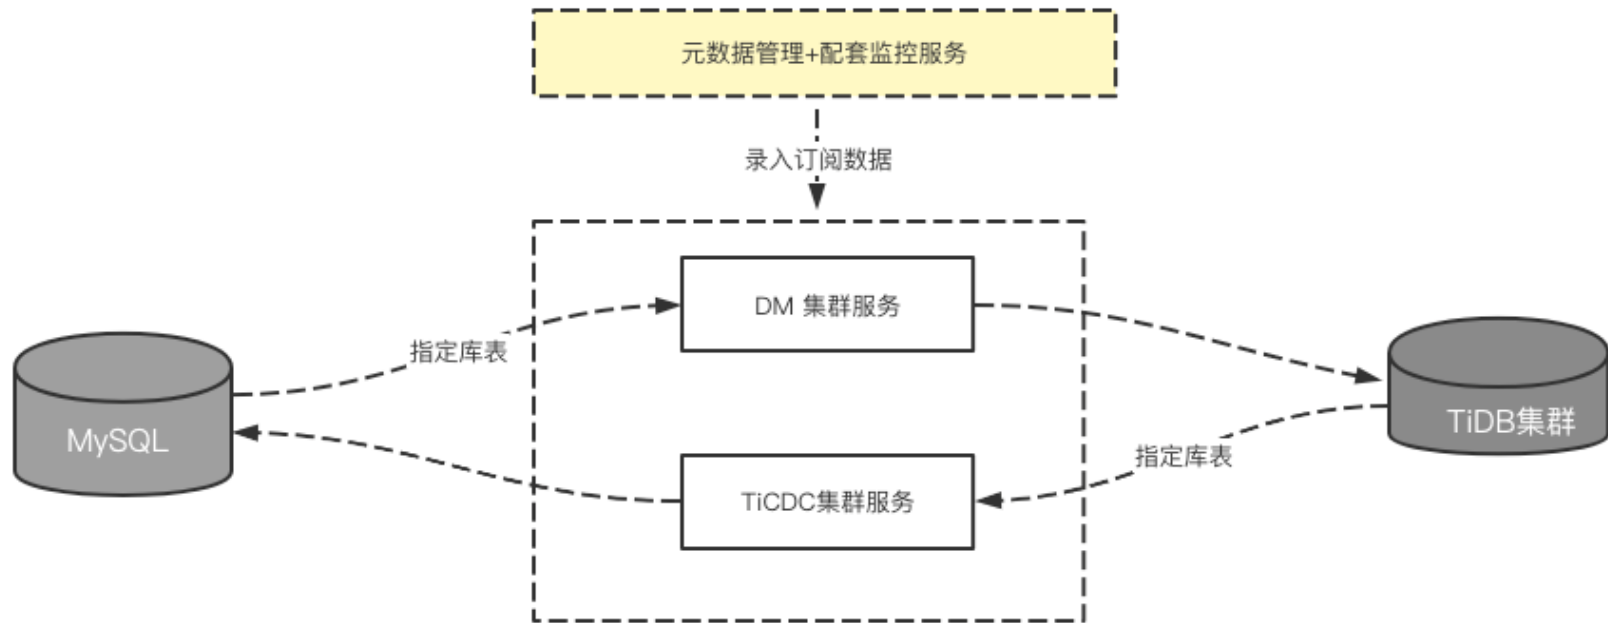 元数据管理+配套监控服务
录入订阅数据
DM 集群服务
指定库表
MySQL
TiDB集群
指定库表
TiCDC集群服务